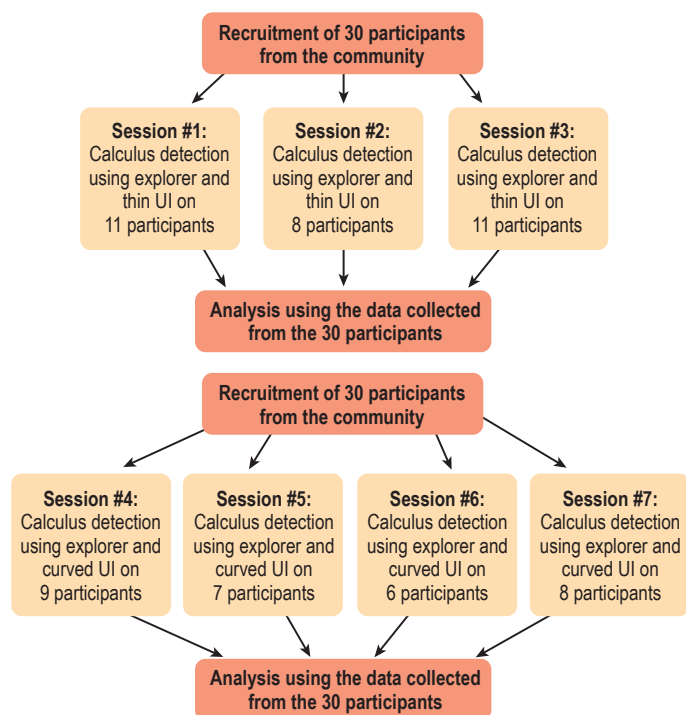 Recruitment of 30 participants
from the community
Session #1:
Calculus detection
using explorer and
thin UI on
11 participants
Session #2:
Calculus detection
using explorer and
thin UI on
8 participants
Session #3:
Calculus detection
using explorer and
thin UI on
11 participants
Analysis using the data collected
from the 30 participants
Recruitment of 30 participants
from the community
Session #4:
Calculus detection
using explorer and
curved UI on
9 participants
Session #5:
Calculus detection
using explorer and
curved UI on
7 participants
Session #6:
Calculus detection
using explorer and
curved UI on
6 participants
Session #7:
Calculus detection
using explorer and
curved UI on
8 participants
Analysis using the data collected
from the 30 participants